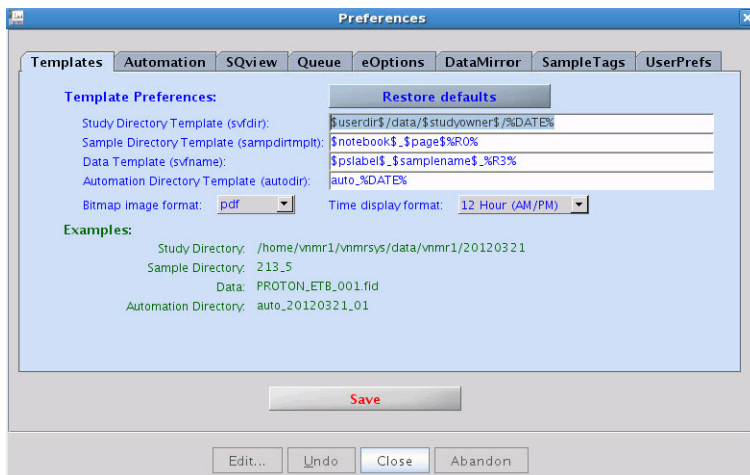 Preferences
Templates Automation SQview Queue eOptions DataMirror SampleTags UserPrefs
Template Preferences: Restore defaults
Study Directory Template (svfdir): $userdir$/data/$studyowner$/%DATE%
Sample Directory Template (sampdirtmplt): $notebook$_$page$%R0%
Data Template (svfname): $pslabel$_$samplename$_%R3%
Automation Directory Template (autodir): auto_%DATE%
Bitmap image format: pdf Time display format: 12 Hour (AM/PM)
Examples:
Study Directory: /home/vnmr1/vnmrsys/data/vnmr1/20120321
Sample Directory: 213_5
Data: PROTON_ETB_001.fid
Automation Directory: auto_20120321_01
Save
Edit... Undo Close Abandon